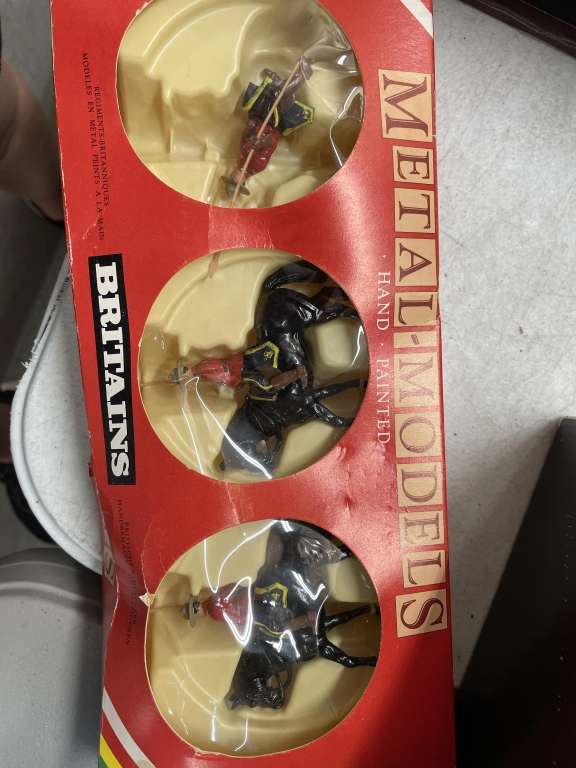 METAL-MODELS
· HAND · PAINTED
BRITAINS
REGIMENTS·BRITANNIQUES
MODELES EN METAL PEINTS A LA MAIN